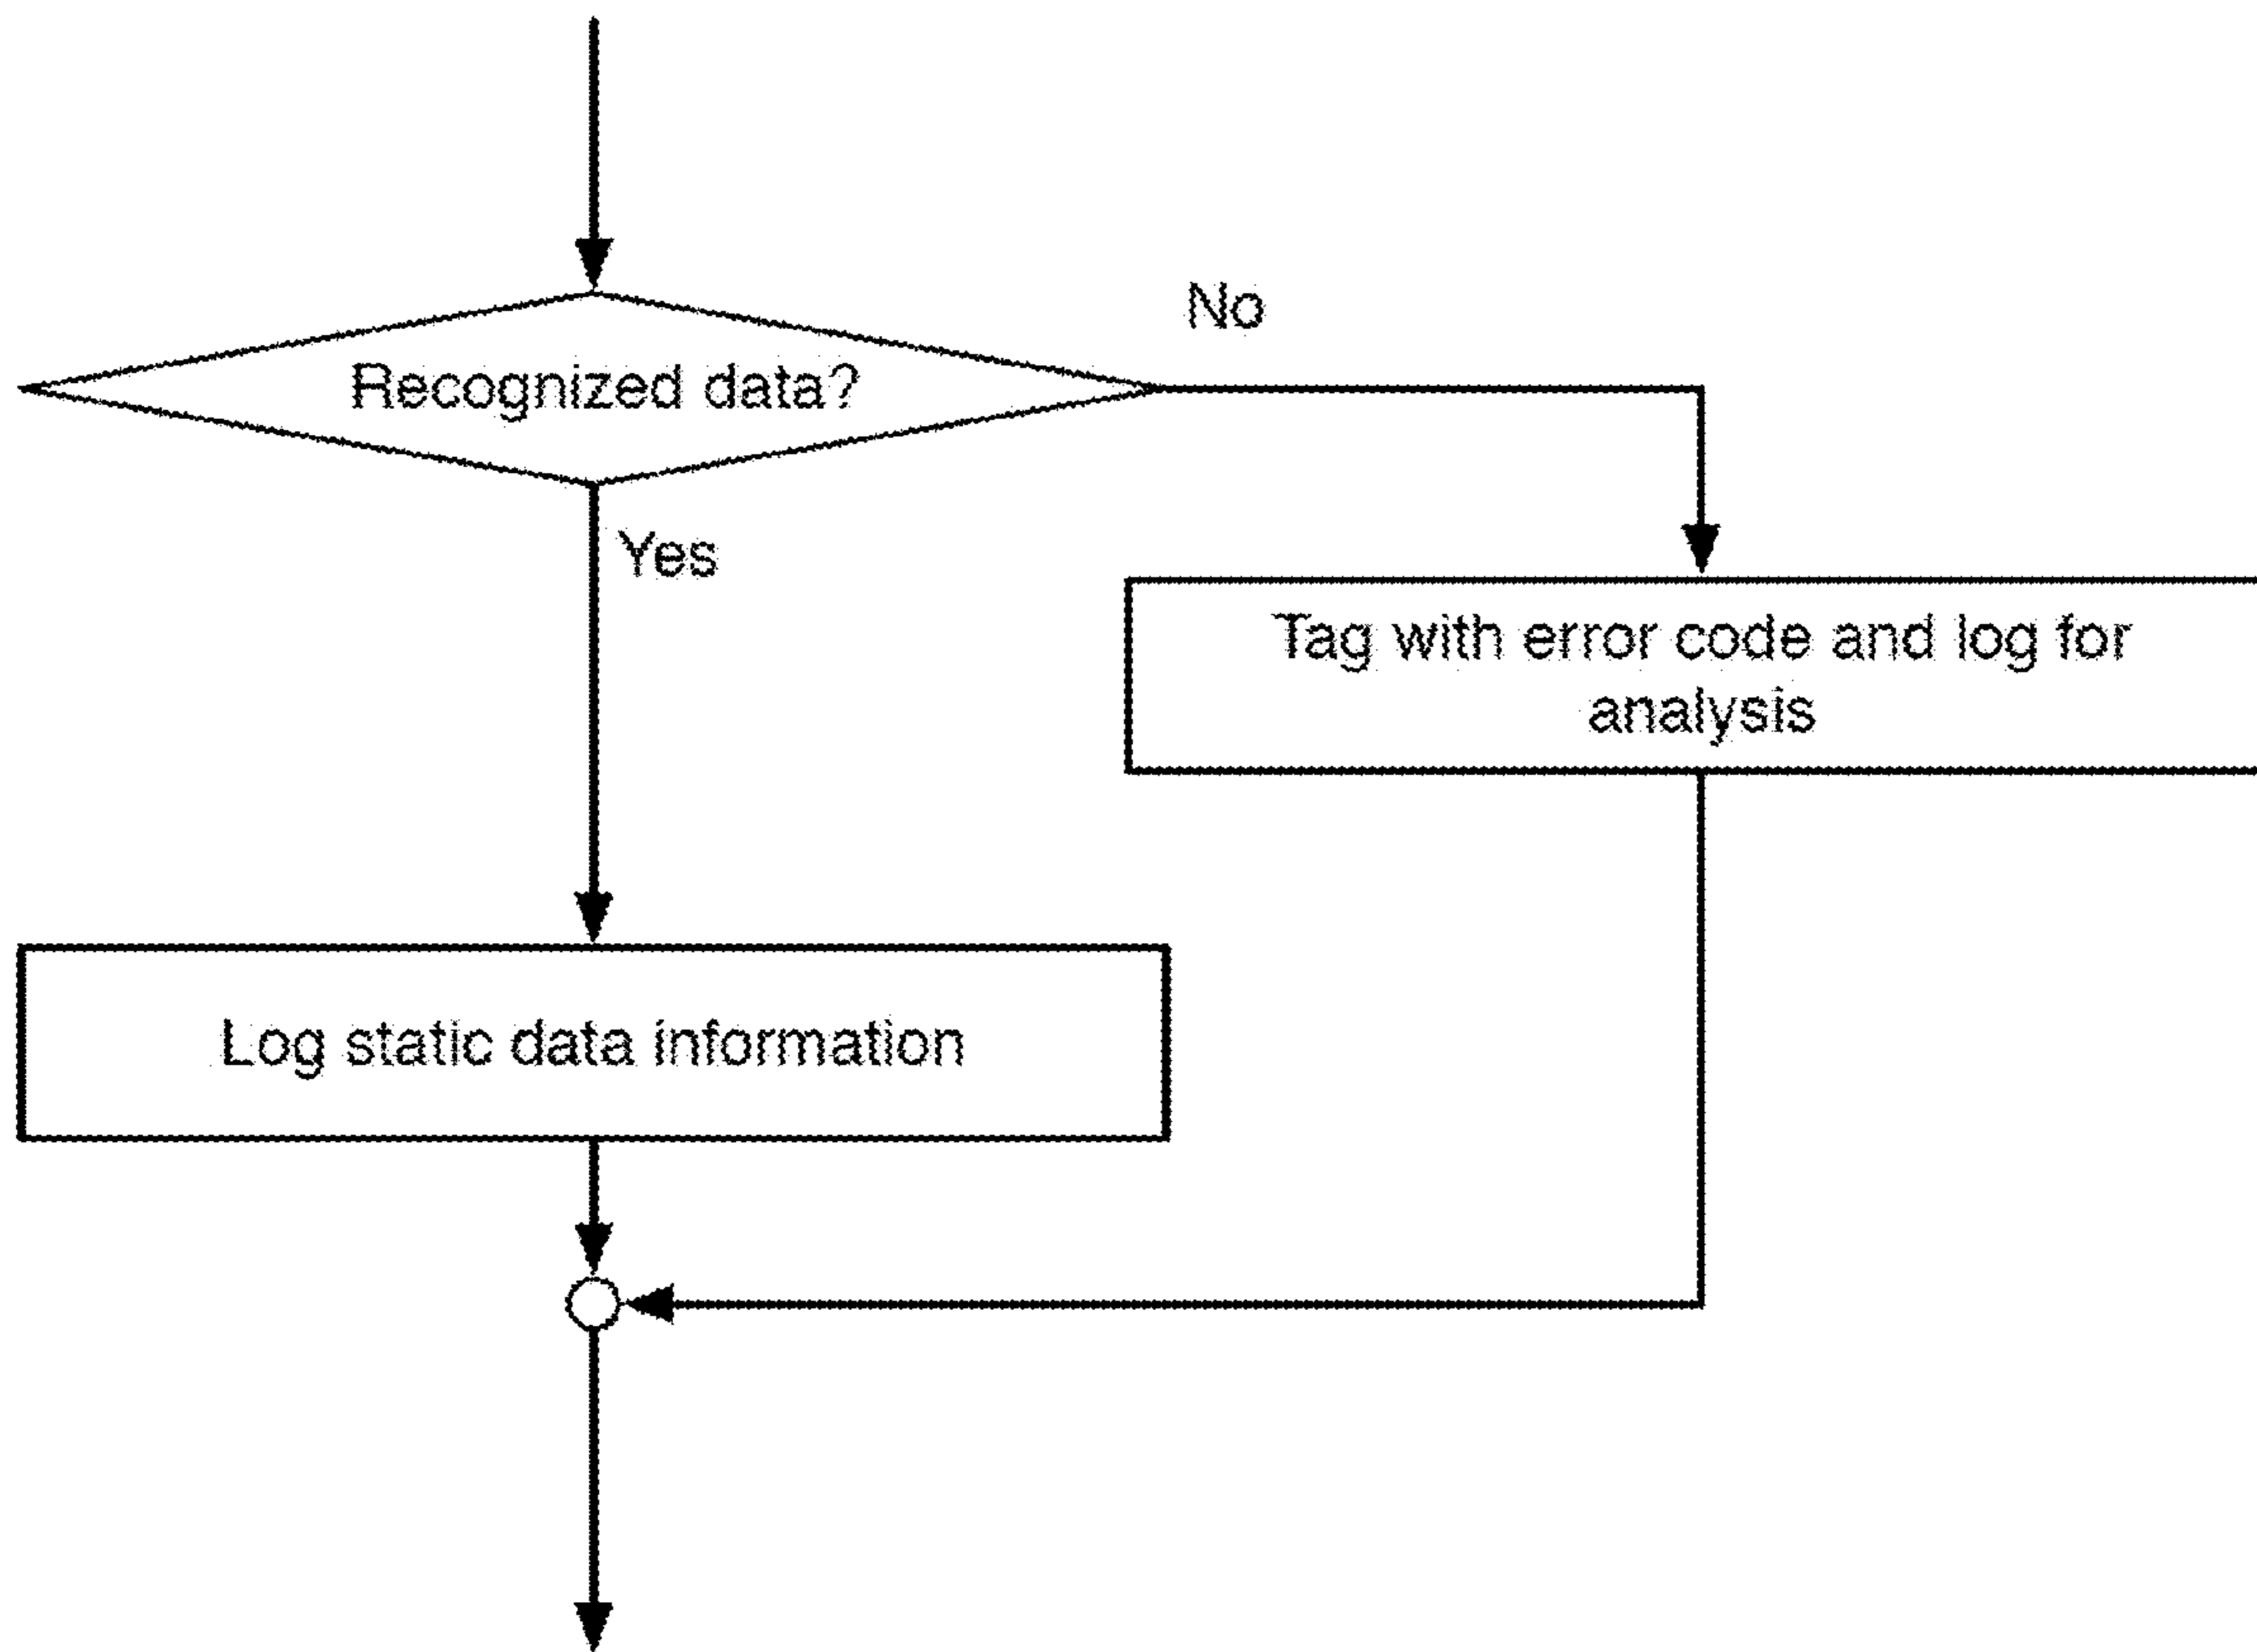 No
Recognized data?
Yes
Tag with error code and log for
analysis
Log static data information